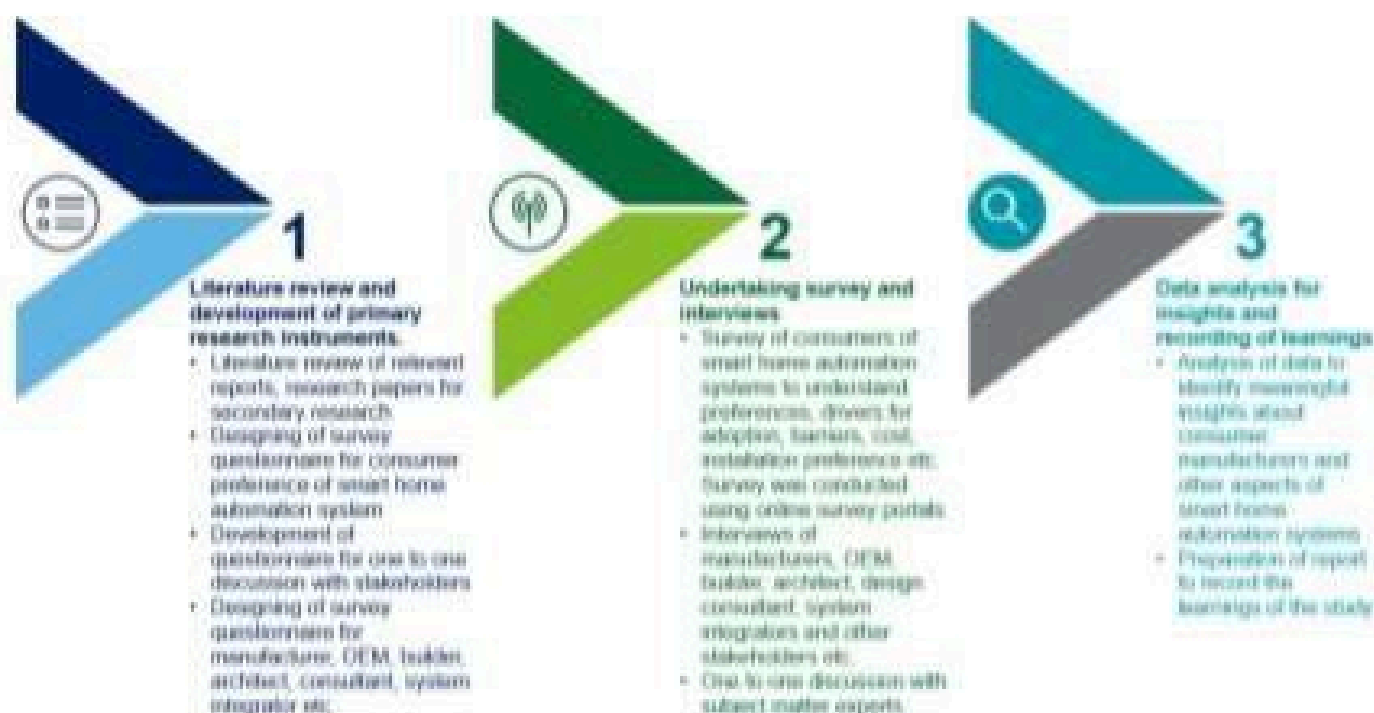 1
Literature review and
development of primary
research instruments.
• Literature review of relevant
reports, research papers for
secondary research
• Designing of survey
questionnaire for consumer
preference of smart home
automation system
• Development of
questionnaire for one to one
discussion with stakeholders
• Designing of survey
questionnaire for
manufacturer, OEM, builder,
architect, consultant, system
integrator etc.
2
Undertaking survey and
interviews
• Survey of consumers of
smart home automation
systems to understand
preferences, drivers for
adoption, barriers, cost,
installation preference etc.
Survey was conducted
using online survey portals
• Interviews of
manufacturers, OEM,
builder, architect, design
consultant, system
integrators and other
stakeholders etc.
• One to one discussion with
subject matter experts
3
Data analysis for
insights and
recording of learnings
• Analysis of data to
identify meaningful
insights about
consumer,
manufacturers and
other aspects of
smart home
automation systems
• Preparation of report
to record the
learnings of the study